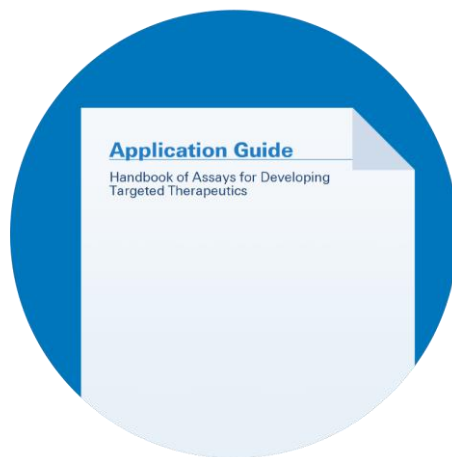 Application Guide
Handbook of Assays for Developing
Targeted Therapeutics